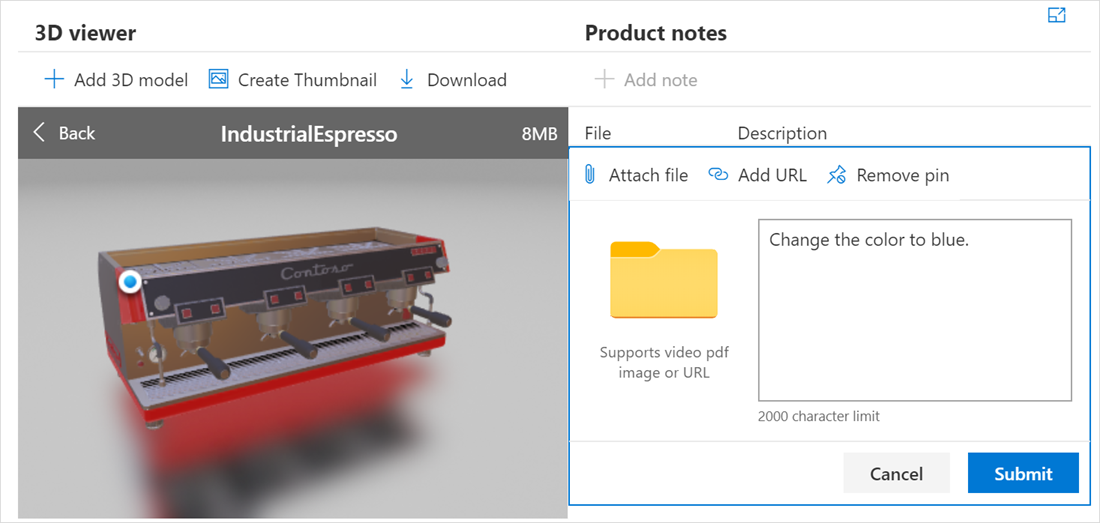 3D viewer
Product notes
Add 3D model
Create Thumbnail
Download
Add note
Back
IndustrialEspresso
8MB
File
Description
Attach file
Add URL
Remove pin
Change the color to blue.
Contoso
Supports video pdf
image or URL
2000 character limit
Cancel
Submit